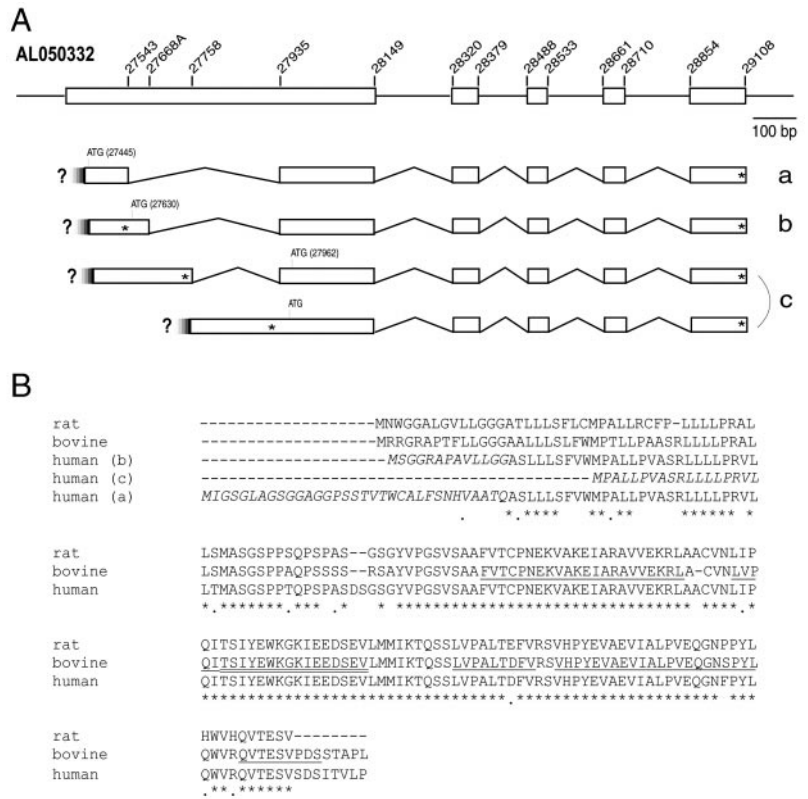 A
AL050332
27543 27668A 27758 27935 28149 28320 28379 28488 28533 28661 28710 28854 29108
100 bp
ATG (27445)
? * a
ATG (27630)
? * * b
ATG (27962)
? * *
c
ATG
? * *
B
rat -------------------MNWGGALGVLLGGGATLLLSFLCMPALLRCFP-LLLLPRAL
bovine -------------------MRRGRAPTFLLGGGAALLLSLFWMPTLLPAASRLLLLPRAL
human (b) --------------------MSGGRAPAVLLGGASLLLSFVWMPALLPVASRLLLLPRVL
human (c) ------------------------------------------MPALLPVASRLLLLPRVL
human (a) MIGSGLAGSGGAGGPSSTVTWCALFSNHVAATQASLLLSFVWMPALLPVASRLLLLPRVL
. *.**** **.** ****** *
rat LSMASGSPPSQPSPAS--GSGYVPGSVSAAFVTCPNEKVAKEIARAVVEKRLAACVNLIP
bovine LSMASGSPPAQPSSSS--RSAYVPGSVSAAFVTCPNEKVAKEIARAVVEKRLA-CVNLVP
human LTMASGSPPTQPSPASDSGSGYVPGSVSAAFVTCPNEKVAKEIARAVVEKRLAACVNLIP
*.*******.***.* * ******************************* ****.*
rat QITSIYEWKGKIEEDSEVLMMIKTQSSLVPALTEFVRSVHPYEVAEVIALPVEQGNPPYL
bovine QITSIYEWKGKIEEDSEVLMMIKTQSSLVPALTDFVRSVHPYEVAEVIALPVEQGNSPYL
human QITSIYEWKGKIEEDSEVLMMIKTQSSLVPALTDFVRSVHPYEVAEVIALPVEQGNFPYL
*********************************.********************** ***
rat HWVHQVTESV--------
bovine QWVRQVTESVPDSSTAPL
human QWVRQVTESVSDSITVLP
.**.******